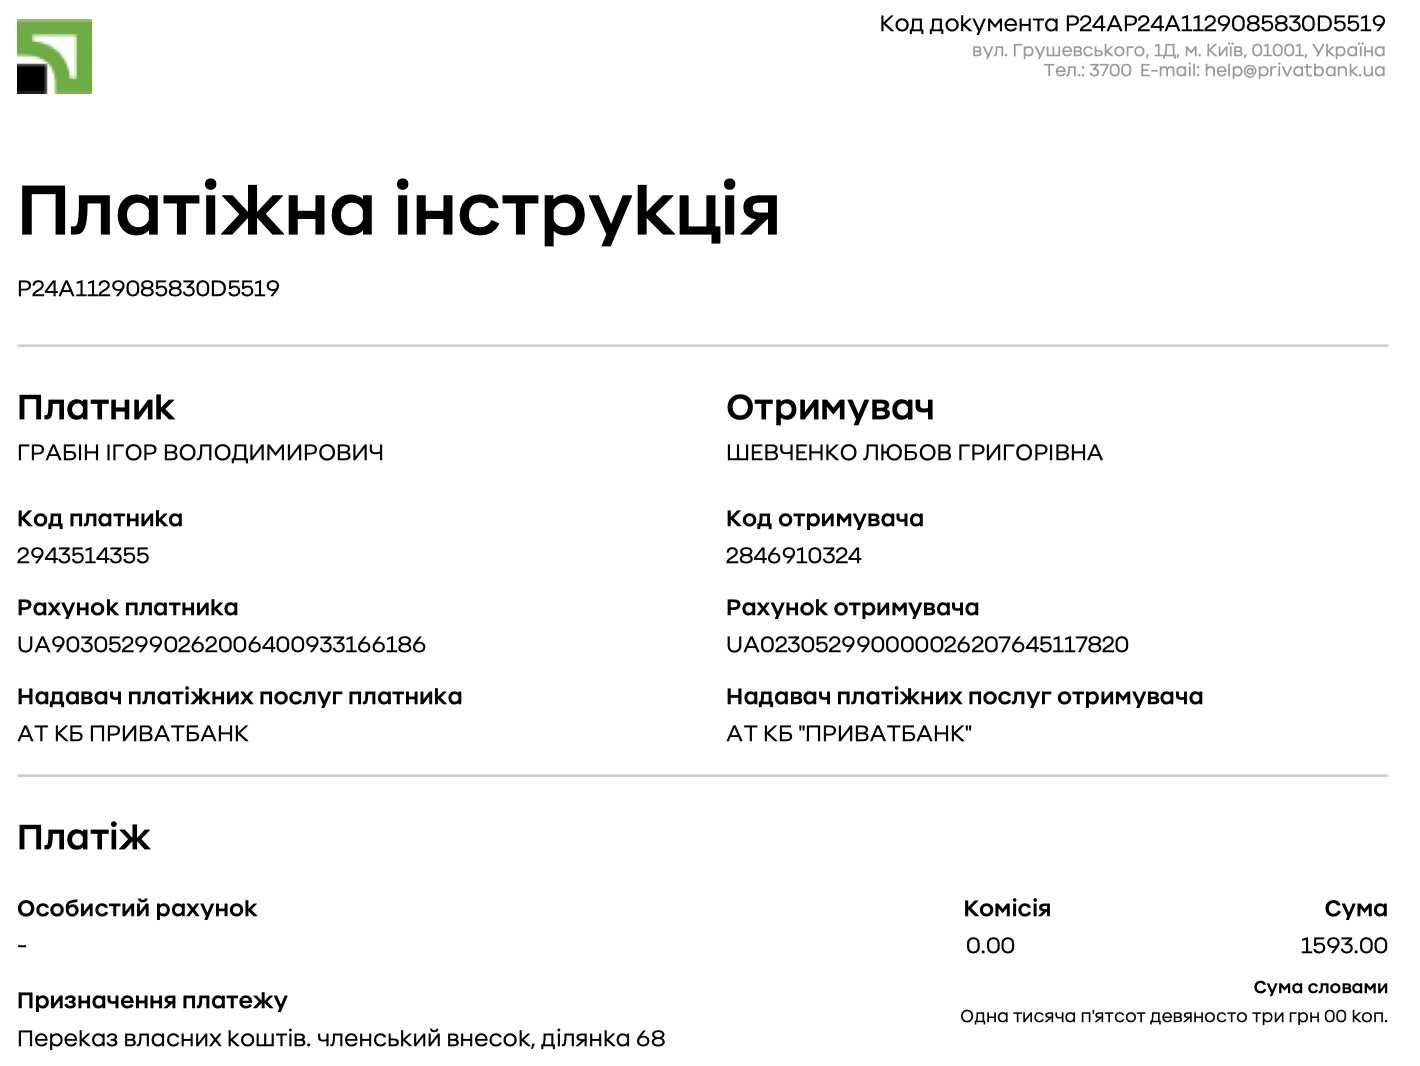 Код документа P24AP24A1129085830D5519
вул. Грушевського, 1Д, м. Київ, 01001, Україна
Тел.: 3700 E-mail: help@privatbank.ua
Платіжна інструкція
P24A1129085830D5519
Платник
ГРАБІН ІГОР ВОЛОДИМИРОВИЧ
Код платника
2943514355
Рахунок платника
UA903052990262006400933166186
Надавач платіжних послуг платника
АТ КБ ПРИВАТБАНК
Отримувач
ШЕВЧЕНКО ЛЮБОВ ГРИГОРІВНА
Код отримувача
2846910324
Рахунок отримувача
UA023052990000026207645117820
Надавач платіжних послуг отримувача
АТ КБ "ПРИВАТБАНК"
Платіж
Особистий рахунок
-
Комісія
0.00
Сума
1593.00
Сума словами
Одна тисяча п'ятсот девяносто три грн 00 коп.
Призначення платежу
Переказ власних коштів. членський внесок, ділянка 68